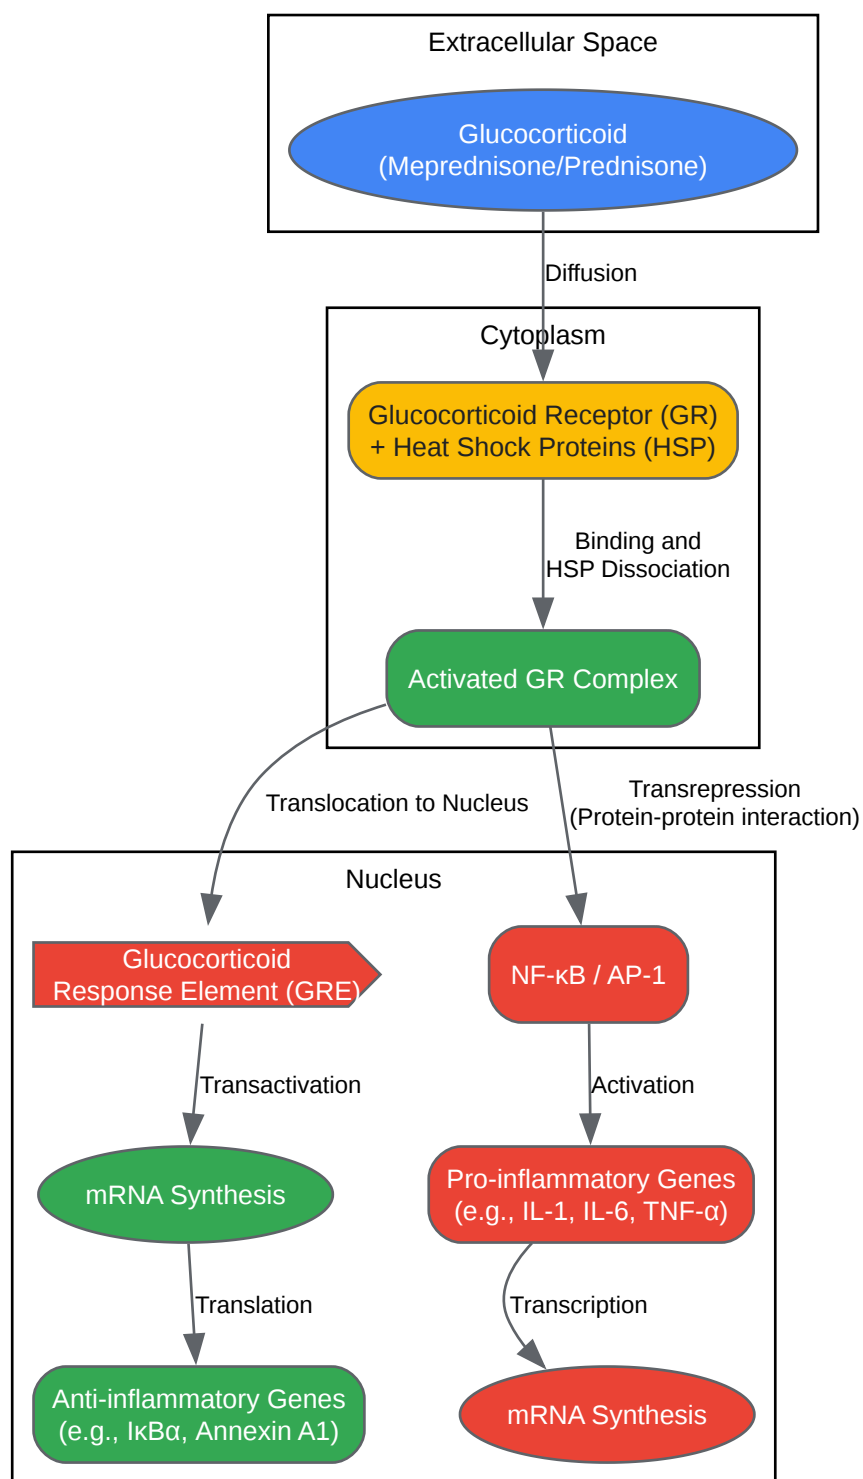 Extracellular Space
Glucocorticoid
(Meprednisone/Prednisone)
Diffusion
Cytoplasm
Glucocorticoid Receptor (GR)
+ Heat Shock Proteins (HSP)
Binding and
HSP Dissociation
Activated GR Complex
Translocation to Nucleus
Transrepression
(Protein-protein interaction)
Nucleus
Glucocorticoid
Response Element (GRE)
NF-κB / AP-1
Transactivation
Activation
mRNA Synthesis
Pro-inflammatory Genes
(e.g., IL-1, IL-6, TNF-α)
Translation
Transcription
Anti-inflammatory Genes
(e.g., IκBα, Annexin A1)
mRNA Synthesis